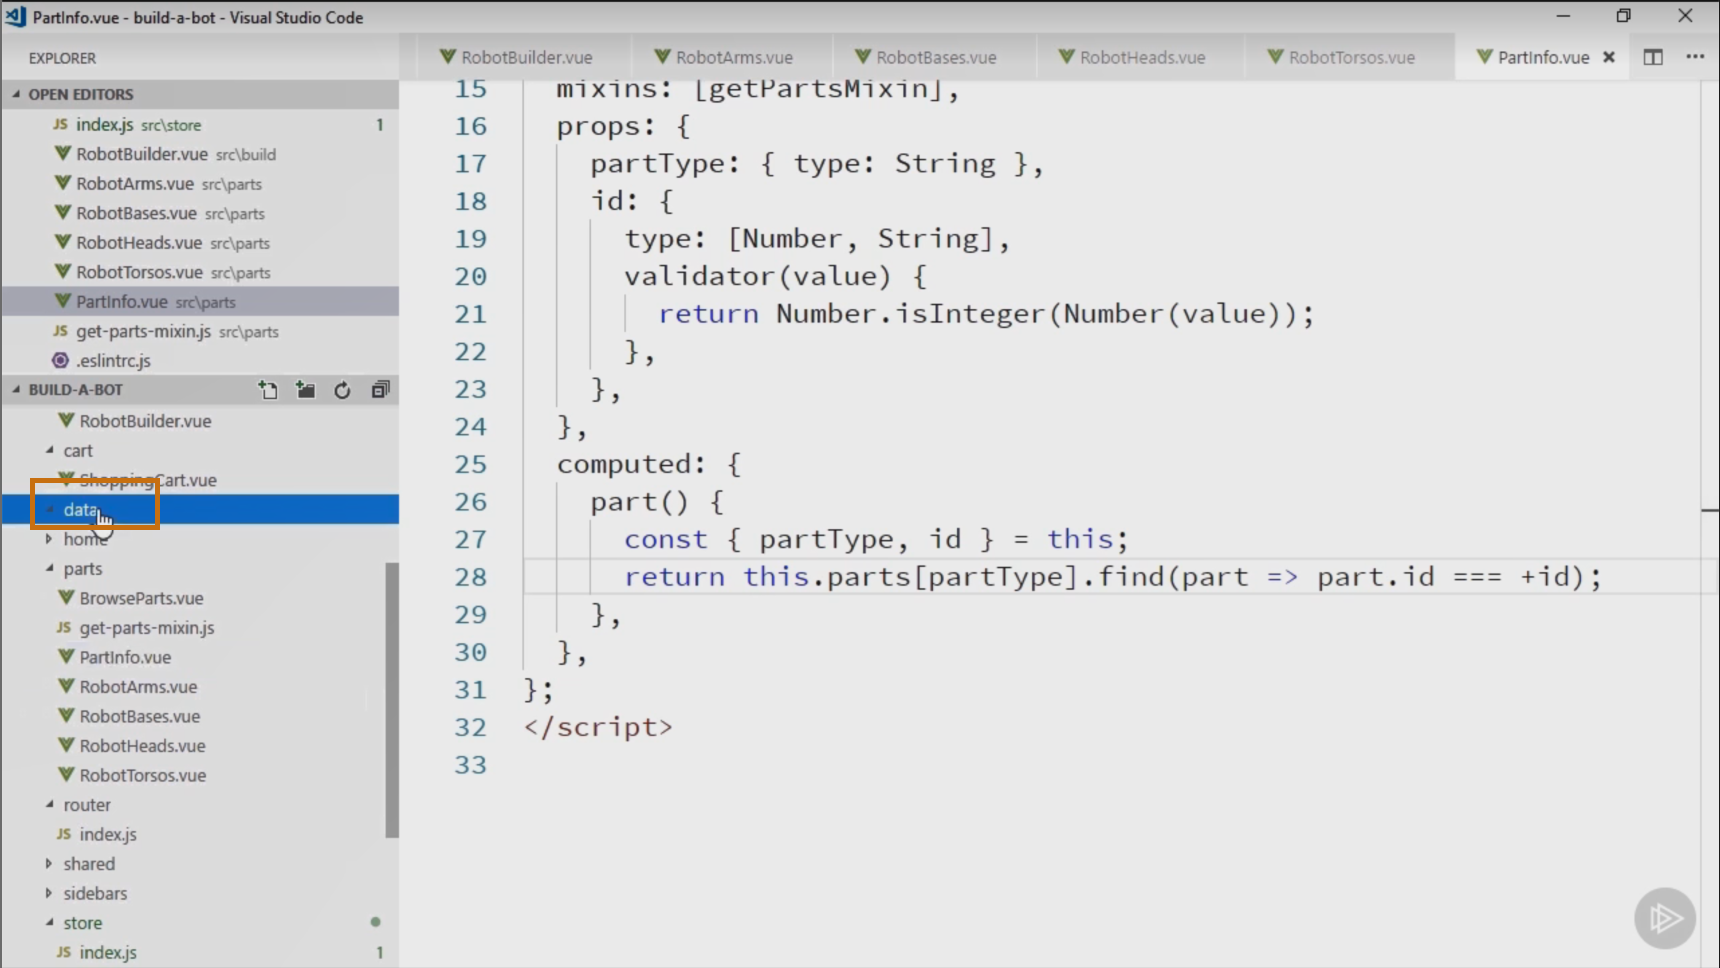 PartInfo.vue - build-a-bot - Visual Studio Code
EXPLORER
OPEN EDITORS
JS index.js src\store 1
RobotBuilder.vue src\build
RobotArms.vue src\parts
RobotBases.vue src\parts
RobotHeads.vue src\parts
RobotTorsos.vue src\parts
PartInfo.vue src\parts
JS get-parts-mixin.js src\parts
.eslintrc.js
BUILD-A-BOT
RobotBuilder.vue
cart
ShoppingCart.vue
data
home
parts
BrowseParts.vue
JS get-parts-mixin.js
PartInfo.vue
RobotArms.vue
RobotBases.vue
RobotHeads.vue
RobotTorsos.vue
router
JS index.js
shared
sidebars
store
JS index.js 1
RobotBuilder.vue RobotArms.vue RobotBases.vue RobotHeads.vue RobotTorsos.vue PartInfo.vue
15 mixins: [getPartsMixin],
16 props: {
17 partType: { type: String },
18 id: {
19 type: [Number, String],
20 validator(value) {
21 return Number.isInteger(Number(value));
22 },
23 },
24 },
25 computed: {
26 part() {
27 const { partType, id } = this;
28 return this.parts[partType].find(part => part.id === +id);
29 },
30 },
31 };
32 </script>
33